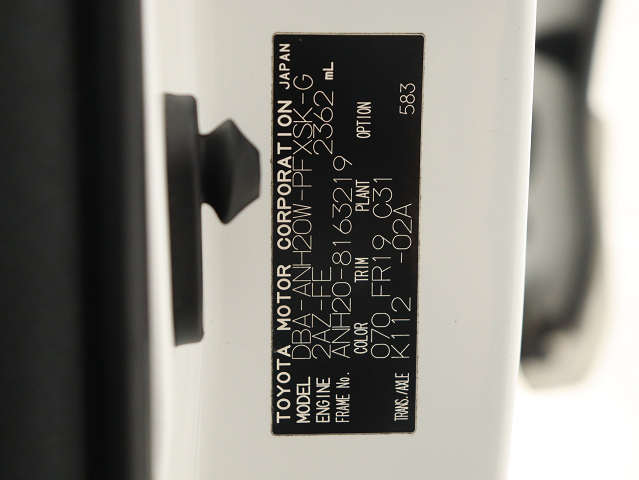 TOYOTA MOTOR CORPORATION JAPAN
MODEL DBA-ANH20W-PFXSK-G
ENGINE 2AZ-FE 2362 mL
FRAME No. ANH20-8163219
COLOR TRIM PLANT OPTION
070 FR19 C31
TRANS./AXLE K112 -02A 583